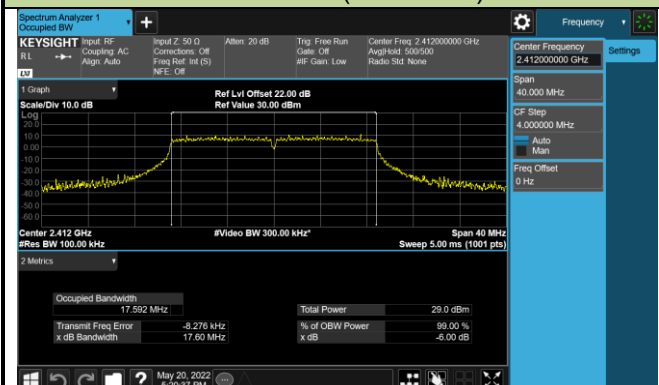 Spectrum Analyzer 1
Occupied BW
+
Frequency
KEYSIGHT
Input: RF
Coupling: AC
Align: Auto
Input Z: 50 Ω
Corrections: Off
Freq Ref: Int (S)
NFE: Off
Atten: 20 dB
Trig: Free Run
Gate: Off
#IF Gain: Low
Center Freq: 2.412000000 GHz
Avg|Hold: 500/500
Radio Std: None
R L
LXI
Center Frequency
2.412000000 GHz
Settings
Span
40.000 MHz
CF Step
4.000000 MHz
Auto
Man
Freq Offset
0 Hz
1 Graph
Scale/Div 10.0 dB
Ref Lvl Offset 22.00 dB
Ref Value 30.00 dBm
Log
20.0
10.0
0.00
-10.0
-20.0
-30.0
-40.0
-50.0
-60.0
Center 2.412 GHz
#Res BW 100.00 kHz
#Video BW 300.00 kHz*
Span 40 MHz
Sweep 5.00 ms (1001 pts)
2 Metrics
Occupied Bandwidth
17.592 MHz
Total Power 29.0 dBm
Transmit Freq Error -8.276 kHz
% of OBW Power 99.00 %
x dB Bandwidth 17.60 MHz
x dB -6.00 dB
?
May 20, 2022